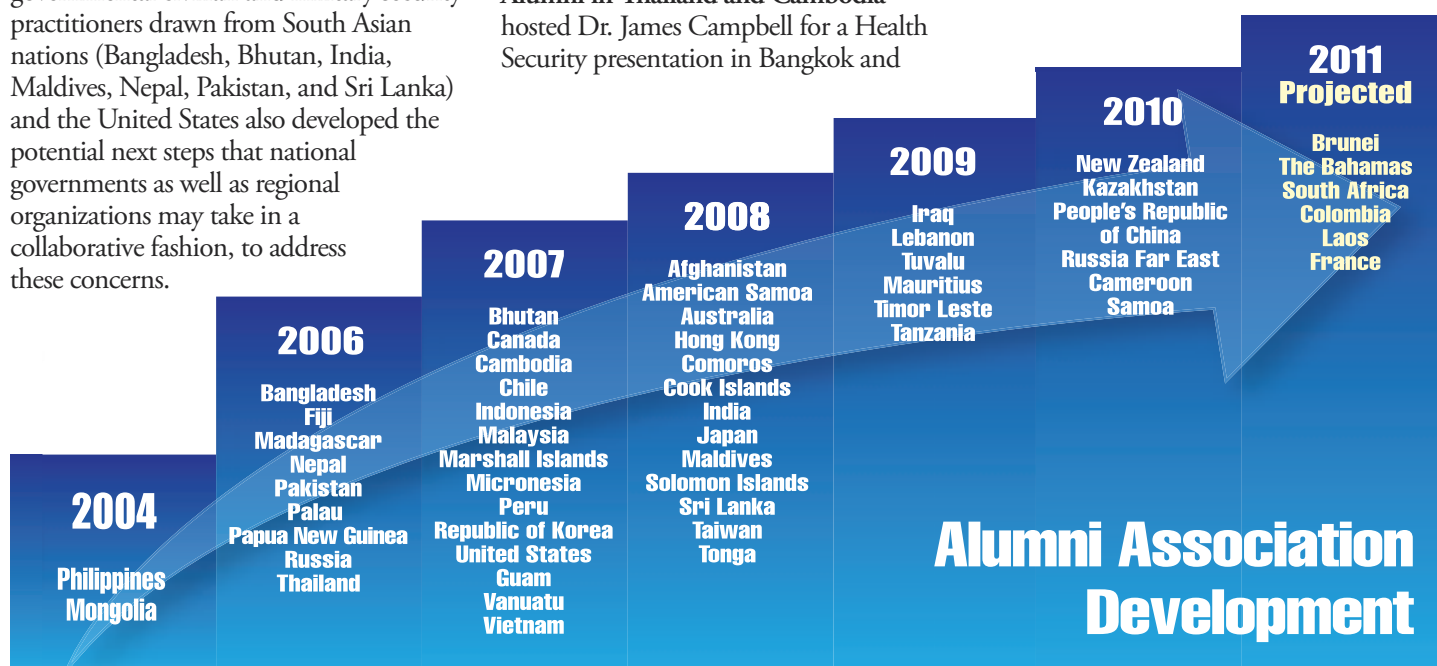 practitioners drawn from South Asian
nations (Bangladesh, Bhutan, India,
Maldives, Nepal, Pakistan, and Sri Lanka)
and the United States also developed the
potential next steps that national
governments as well as regional
organizations may take in a
collaborative fashion, to address
these concerns.
Alumni in Thailand and Cambodia
hosted Dr. James Campbell for a Health
Security presentation in Bangkok and
2004
Philippines
Mongolia
2006
Bangladesh
Fiji
Madagascar
Nepal
Pakistan
Palau
Papua New Guinea
Russia
Thailand
2007
Bhutan
Canada
Cambodia
Chile
Indonesia
Malaysia
Marshall Islands
Micronesia
Peru
Republic of Korea
United States
Guam
Vanuatu
Vietnam
2008
Afghanistan
American Samoa
Australia
Hong Kong
Comoros
Cook Islands
India
Japan
Maldives
Solomon Islands
Sri Lanka
Taiwan
Tonga
2009
Iraq
Lebanon
Tuvalu
Mauritius
Timor Leste
Tanzania
2010
New Zealand
Kazakhstan
People's Republic
of China
Russia Far East
Cameroon
Samoa
2011
Projected
Brunei
The Bahamas
South Africa
Colombia
Laos
France
Alumni Association
Development